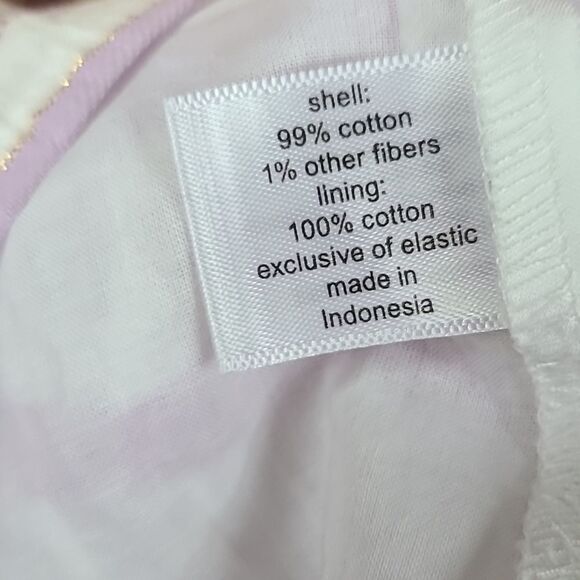 shell:
99% cotton
1% other fibers
lining:
100% cotton
exclusive of elastic
made in
Indonesia